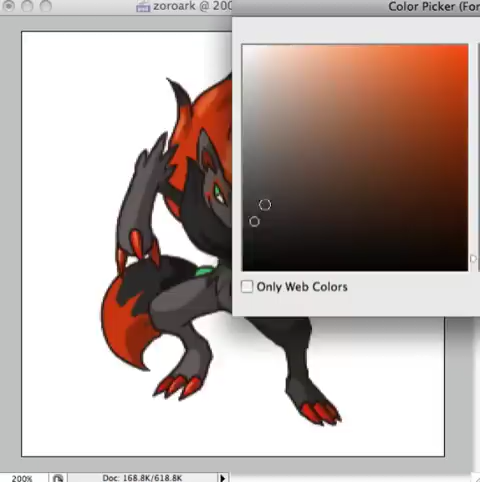 zoroark @ 200
Color Picker (For
Only Web Colors
200%
Doc: 168.8K/618.8K